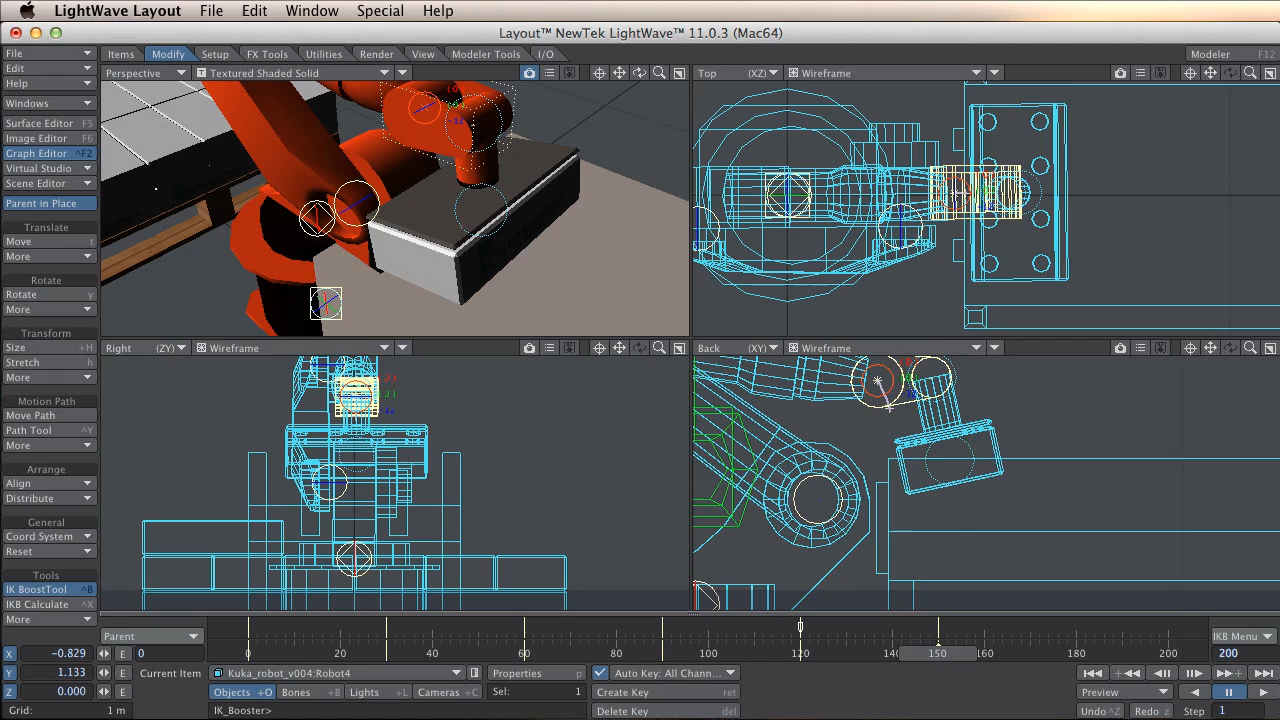 LightWave Layout File Edit Window Special Help
Layout™ NewTek LightWave™ 11.0.3 (Mac64)
File
Edit
Help
Windows
Surface Editor F5
Image Editor F6
Graph Editor ^F2
Virtual Studio
Scene Editor
Parent in Place
Translate
Move t
More
Rotate
Rotate y
More
Transform
Size +H
Stretch h
More
Motion Path
Move Path
Path Tool ^Y
More
Arrange
Align
Distribute
General
Coord System
Reset
Tools
IK BoostTool ^B
IKB Calculate ^X
More
Items Modify Setup FX Tools Utilities Render View Modeler Tools I/O Modeler F12
Perspective Textured Shaded Solid
Top (XZ) Wireframe
Right (ZY) Wireframe
Back (XY) Wireframe
Parent
0 20 40 60 80 100 120 140 150 160 180 200
IKB Menu
X -0.829 E 0
200
Y 1.133 E Current Item Kuka_robot_v004:Robot4 Properties p Auto Key: All Chann...
Z 0.000 E Objects +O Bones +B Lights +L Cameras +C Sel: 1 Create Key ret Preview
Grid: 1 m IK_Booster> Delete Key del Undo ^Z Redo z Step 1